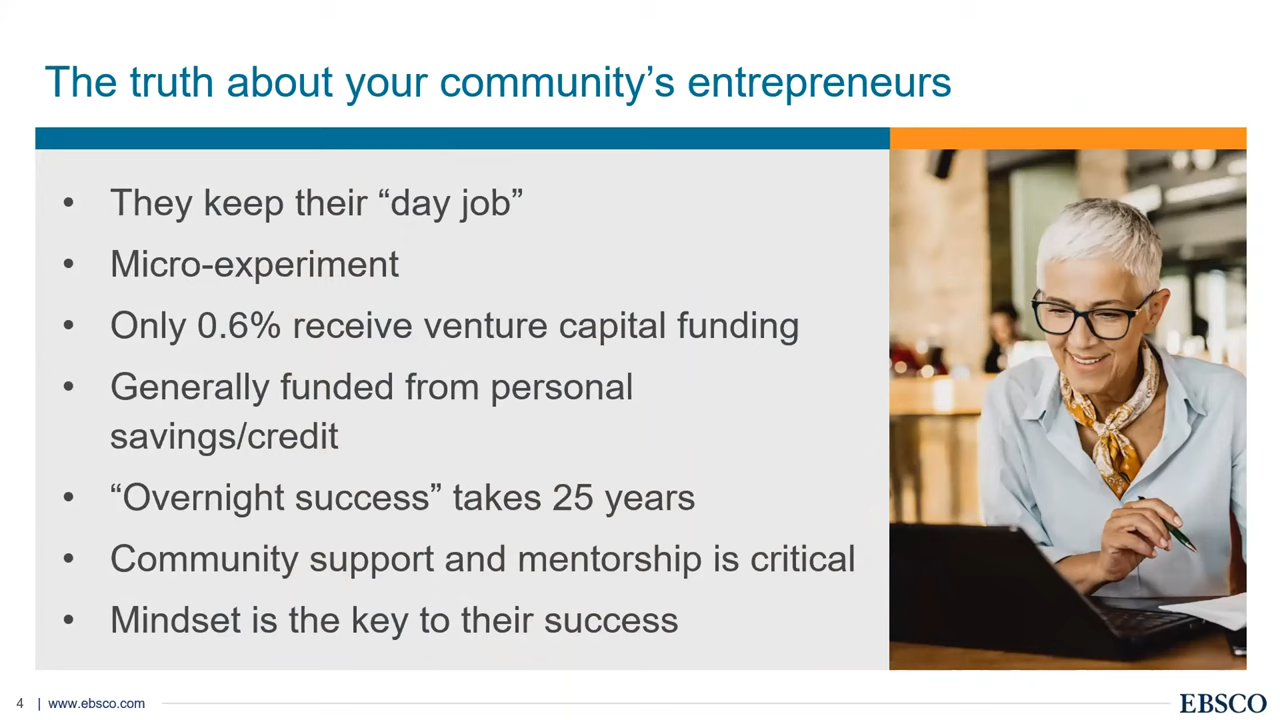 The truth about your community’s entrepreneurs
• They keep their “day job”
• Micro-experiment
• Only 0.6% receive venture capital funding
• Generally funded from personal
savings/credit
• “Overnight success” takes 25 years
• Community support and mentorship is critical
• Mindset is the key to their success
4 | www.ebsco.com
EBSCO